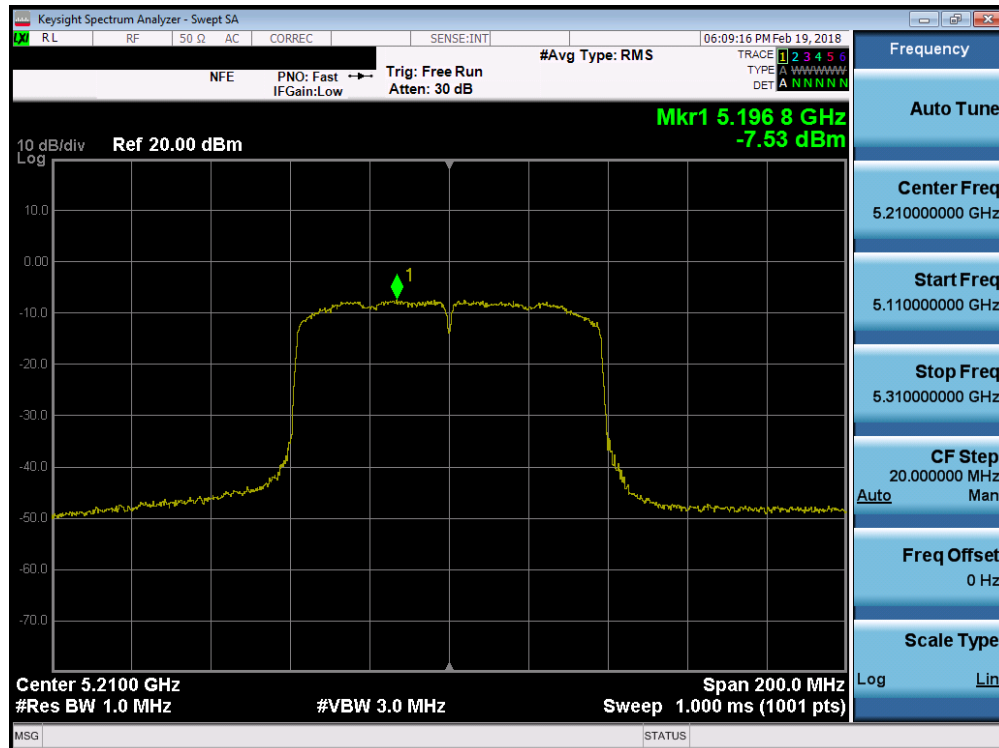 Keysight Spectrum Analyzer - Swept SA
LXI RL RF 50 Ω AC CORREC SENSE:INT 06:09:16 PM Feb 19, 2018
#Avg Type: RMS
TRACE 1 2 3 4 5 6
TYPE A WWWWWW
DET A N N N N N
NFE
PNO: Fast
IFGain:Low
Trig: Free Run
Atten: 30 dB
Mkr1 5.196 8 GHz
-7.53 dBm
10 dB/div Ref 20.00 dBm
Log
10.0
0.00
1
-10.0
-20.0
-30.0
-40.0
-50.0
-60.0
-70.0
Center 5.2100 GHz
Span 200.0 MHz
#Res BW 1.0 MHz
#VBW 3.0 MHz
Sweep 1.000 ms (1001 pts)
MSG
STATUS
Frequency
Auto Tune
Center Freq
5.210000000 GHz
Start Freq
5.110000000 GHz
Stop Freq
5.310000000 GHz
CF Step
20.000000 MHz
Auto Man
Freq Offset
0 Hz
Scale Type
Log Lin